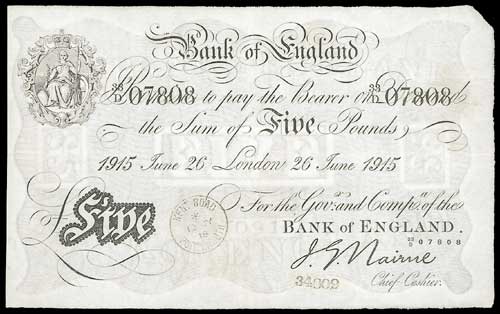 Bank of England
33/D 07808 to pay the Bearer on 33/D 07808
the Sum of Five Pounds
1915 June 26 London 26 June 1915
Five
For the Govr. and Compa. of the
BANK OF ENGLAND.
33/D 07808
J G Nairne
34002
Chief Cashier.